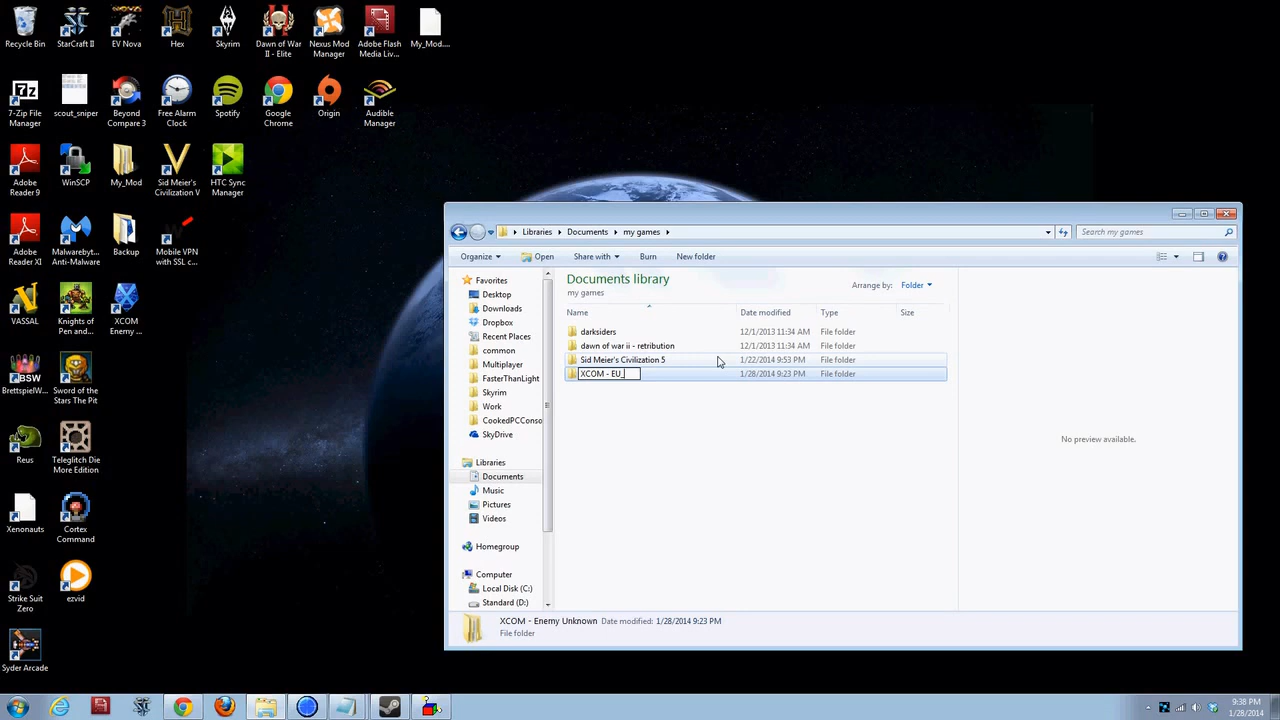 Recycle Bin
StarCraft II
EV Nova
Hex
Skyrim
Dawn of War
II - Elite
Nexus Mod
Manager
Adobe Flash
Media Liv...
My_Mod....
7-Zip File
Manager
scout_sniper
Beyond
Compare 3
Free Alarm
Clock
Spotify
Google
Chrome
Origin
Audible
Manager
Adobe
Reader 9
WinSCP
My_Mod
Sid Meier's
Civilization V
HTC Sync
Manager
Adobe
Reader XI
Malwarebyt...
Anti-Malware
Backup
Mobile VPN
with SSL c...
VASSAL
Knights of
Pen and...
XCOM
Enemy ...
BrettspielW...
Sword of the
Stars The Pit
Reus
Teleglitch Die
More Edition
Xenonauts
Cortex
Command
Strike Suit
Zero
ezvid
Syder Arcade
Libraries
Documents
my games
Search my games
Organize
Open
Share with
Burn
New folder
Favorites
Desktop
Downloads
Dropbox
Recent Places
common
Multiplayer
FasterThanLight
Skyrim
Work
CookedPCConso
SkyDrive
Libraries
Documents
Music
Pictures
Videos
Homegroup
Computer
Local Disk (C:)
Standard (D:)
Documents library
my games
Arrange by:
Folder
Name
Date modified
Type
Size
darksiders 12/1/2013 11:34 AM File folder
dawn of war ii - retribution 12/1/2013 11:34 AM File folder
Sid Meier's Civilization 5 1/22/2014 9:53 PM File folder
XCOM - EU_ 1/28/2014 9:23 PM File folder
No preview available.
XCOM - Enemy Unknown Date modified: 1/28/2014 9:23 PM
File folder
9:38 PM
1/28/2014